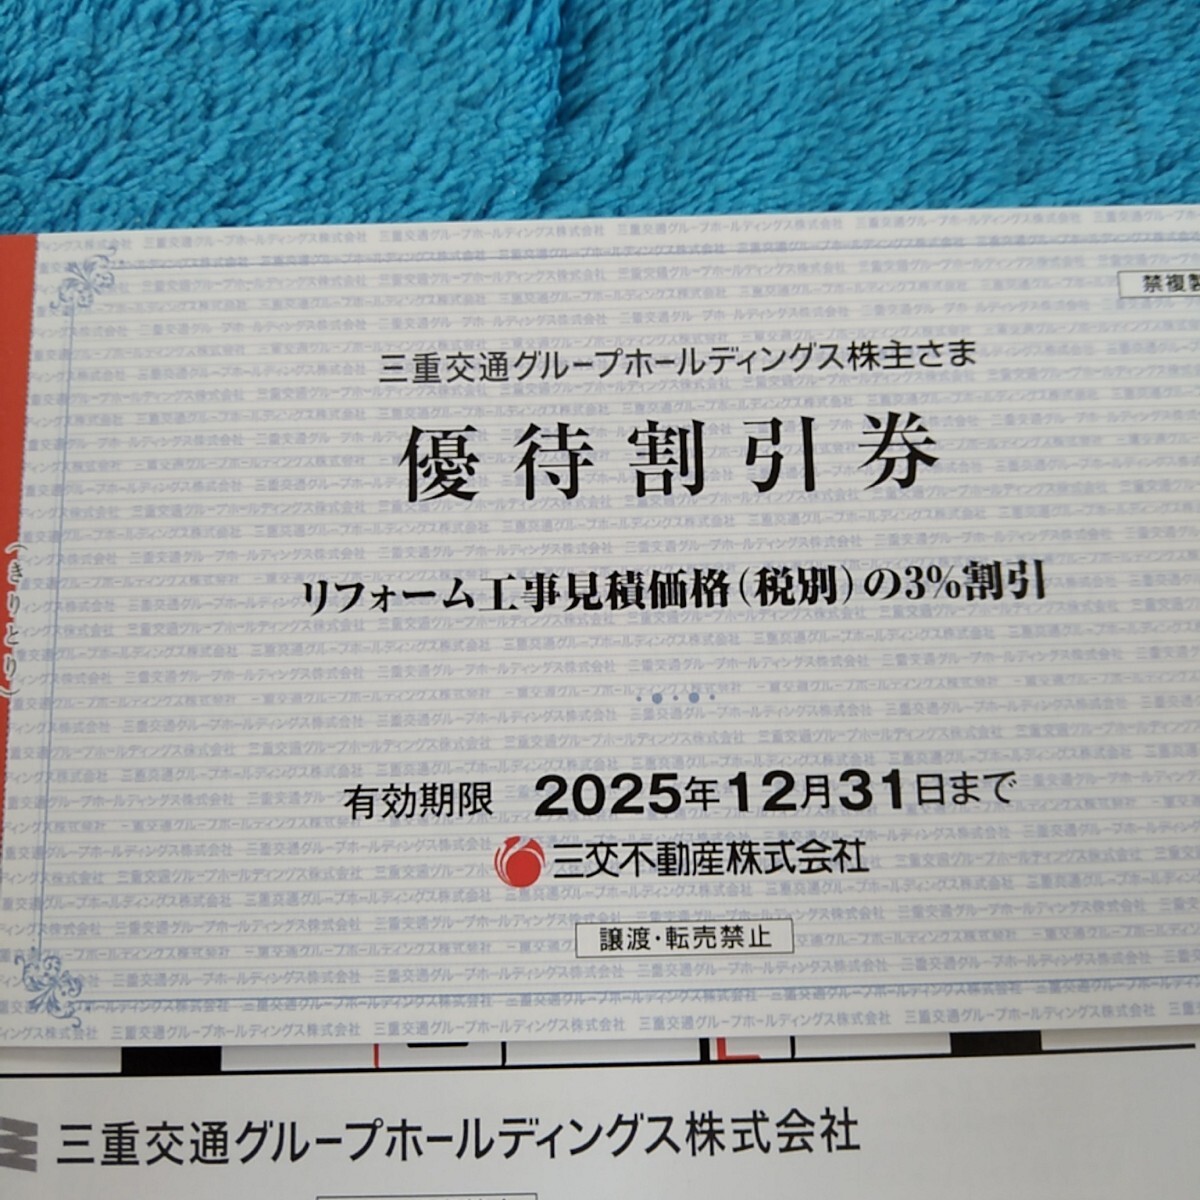 禁複製
三重交通グループホールディングス株主さま
優待割引券
リフォーム工事見積価格(税別)の3%割引
(きりとり)
有効期限 2025年12月31日まで
三交不動産株式会社
譲渡・転売禁止
三重交通グループホールディングス株式会社